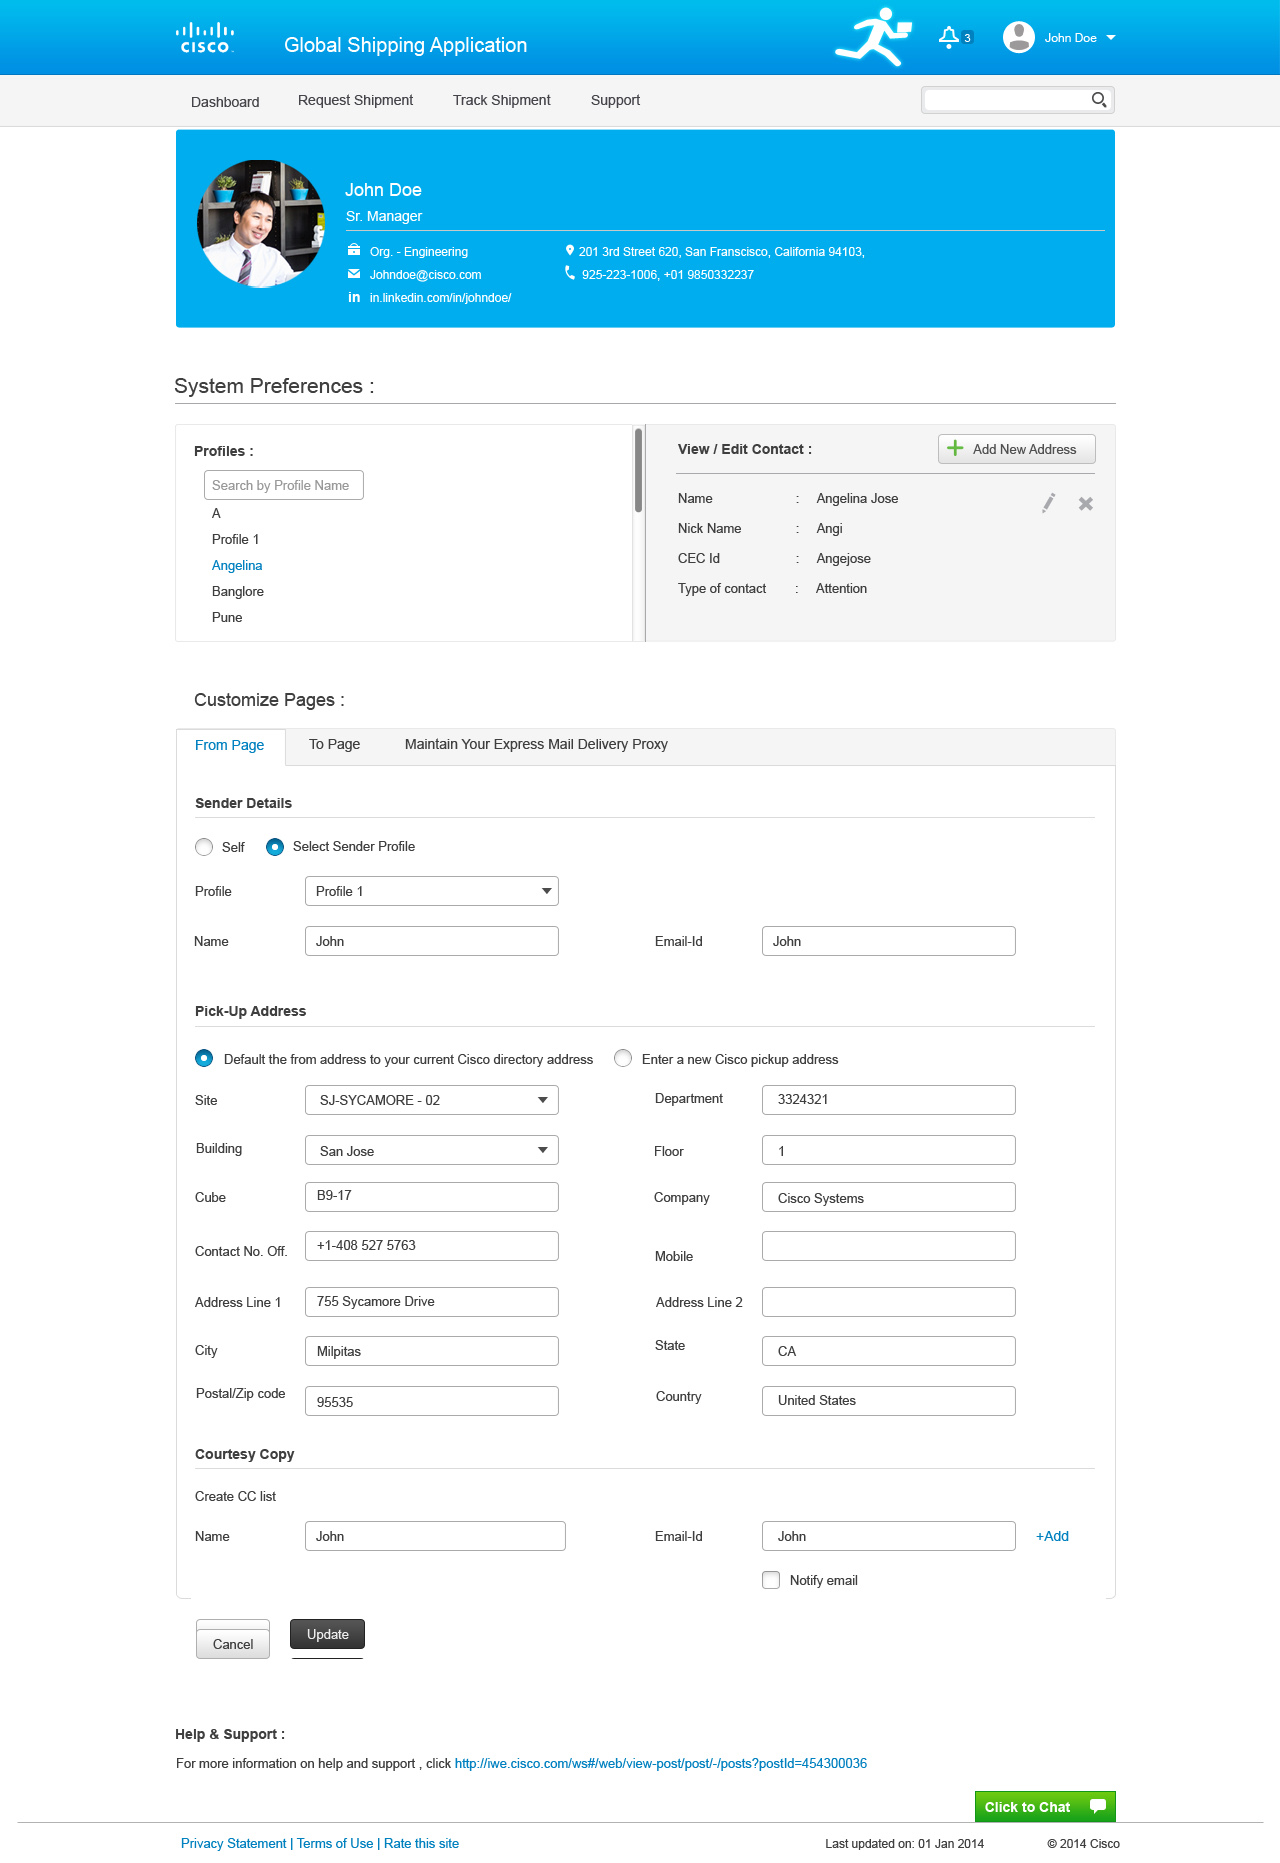 CISCO
Global Shipping Application
3
John Doe
Dashboard
Request Shipment
Track Shipment
Support
John Doe
Sr. Manager
Org. - Engineering
201 3rd Street 620, San Franscisco, California 94103,
Johndoe@cisco.com
925-223-1006, +01 9850332237
in
in.linkedin.com/in/johndoe/
System Preferences :
Profiles :
Search by Profile Name
A
Profile 1
Angelina
Banglore
Pune
View / Edit Contact :
Add New Address
Name : Angelina Jose
Nick Name : Angi
CEC Id : Angejose
Type of contact : Attention
Customize Pages :
From Page
To Page
Maintain Your Express Mail Delivery Proxy
Sender Details
Self
Select Sender Profile
Profile
Profile 1
Name
John
Email-Id
John
Pick-Up Address
Default the from address to your current Cisco directory address
Enter a new Cisco pickup address
Site
SJ-SYCAMORE - 02
Department
3324321
Building
San Jose
Floor
1
Cube
B9-17
Company
Cisco Systems
Contact No. Off.
+1-408 527 5763
Mobile
Address Line 1
755 Sycamore Drive
Address Line 2
City
Milpitas
State
CA
Postal/Zip code
95535
Country
United States
Courtesy Copy
Create CC list
Name
John
Email-Id
John
+Add
Notify email
Cancel
Update
Help & Support :
For more information on help and support , click http://iwe.cisco.com/ws#/web/view-post/post/-/posts?postId=454300036
Click to Chat
Privacy Statement | Terms of Use | Rate this site
Last updated on: 01 Jan 2014
© 2014 Cisco